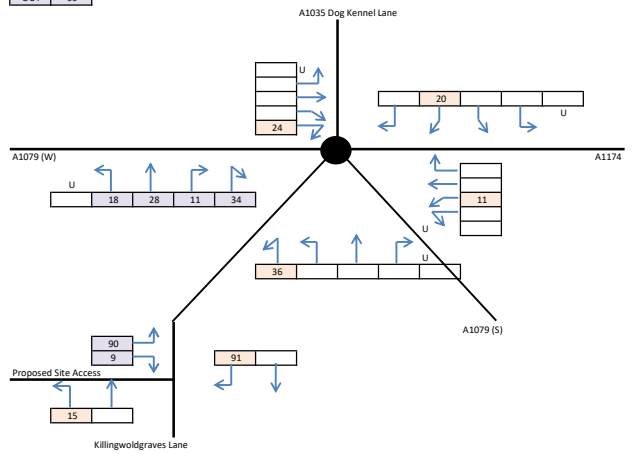 A1035 Dog Kennel Lane
U
20
24
U
A1079 (W)
A1174
U
18 28 11 34
11
U
U
36
A1079 (S)
90
9
91
Proposed Site Access
15
Killingwoldgraves Lane